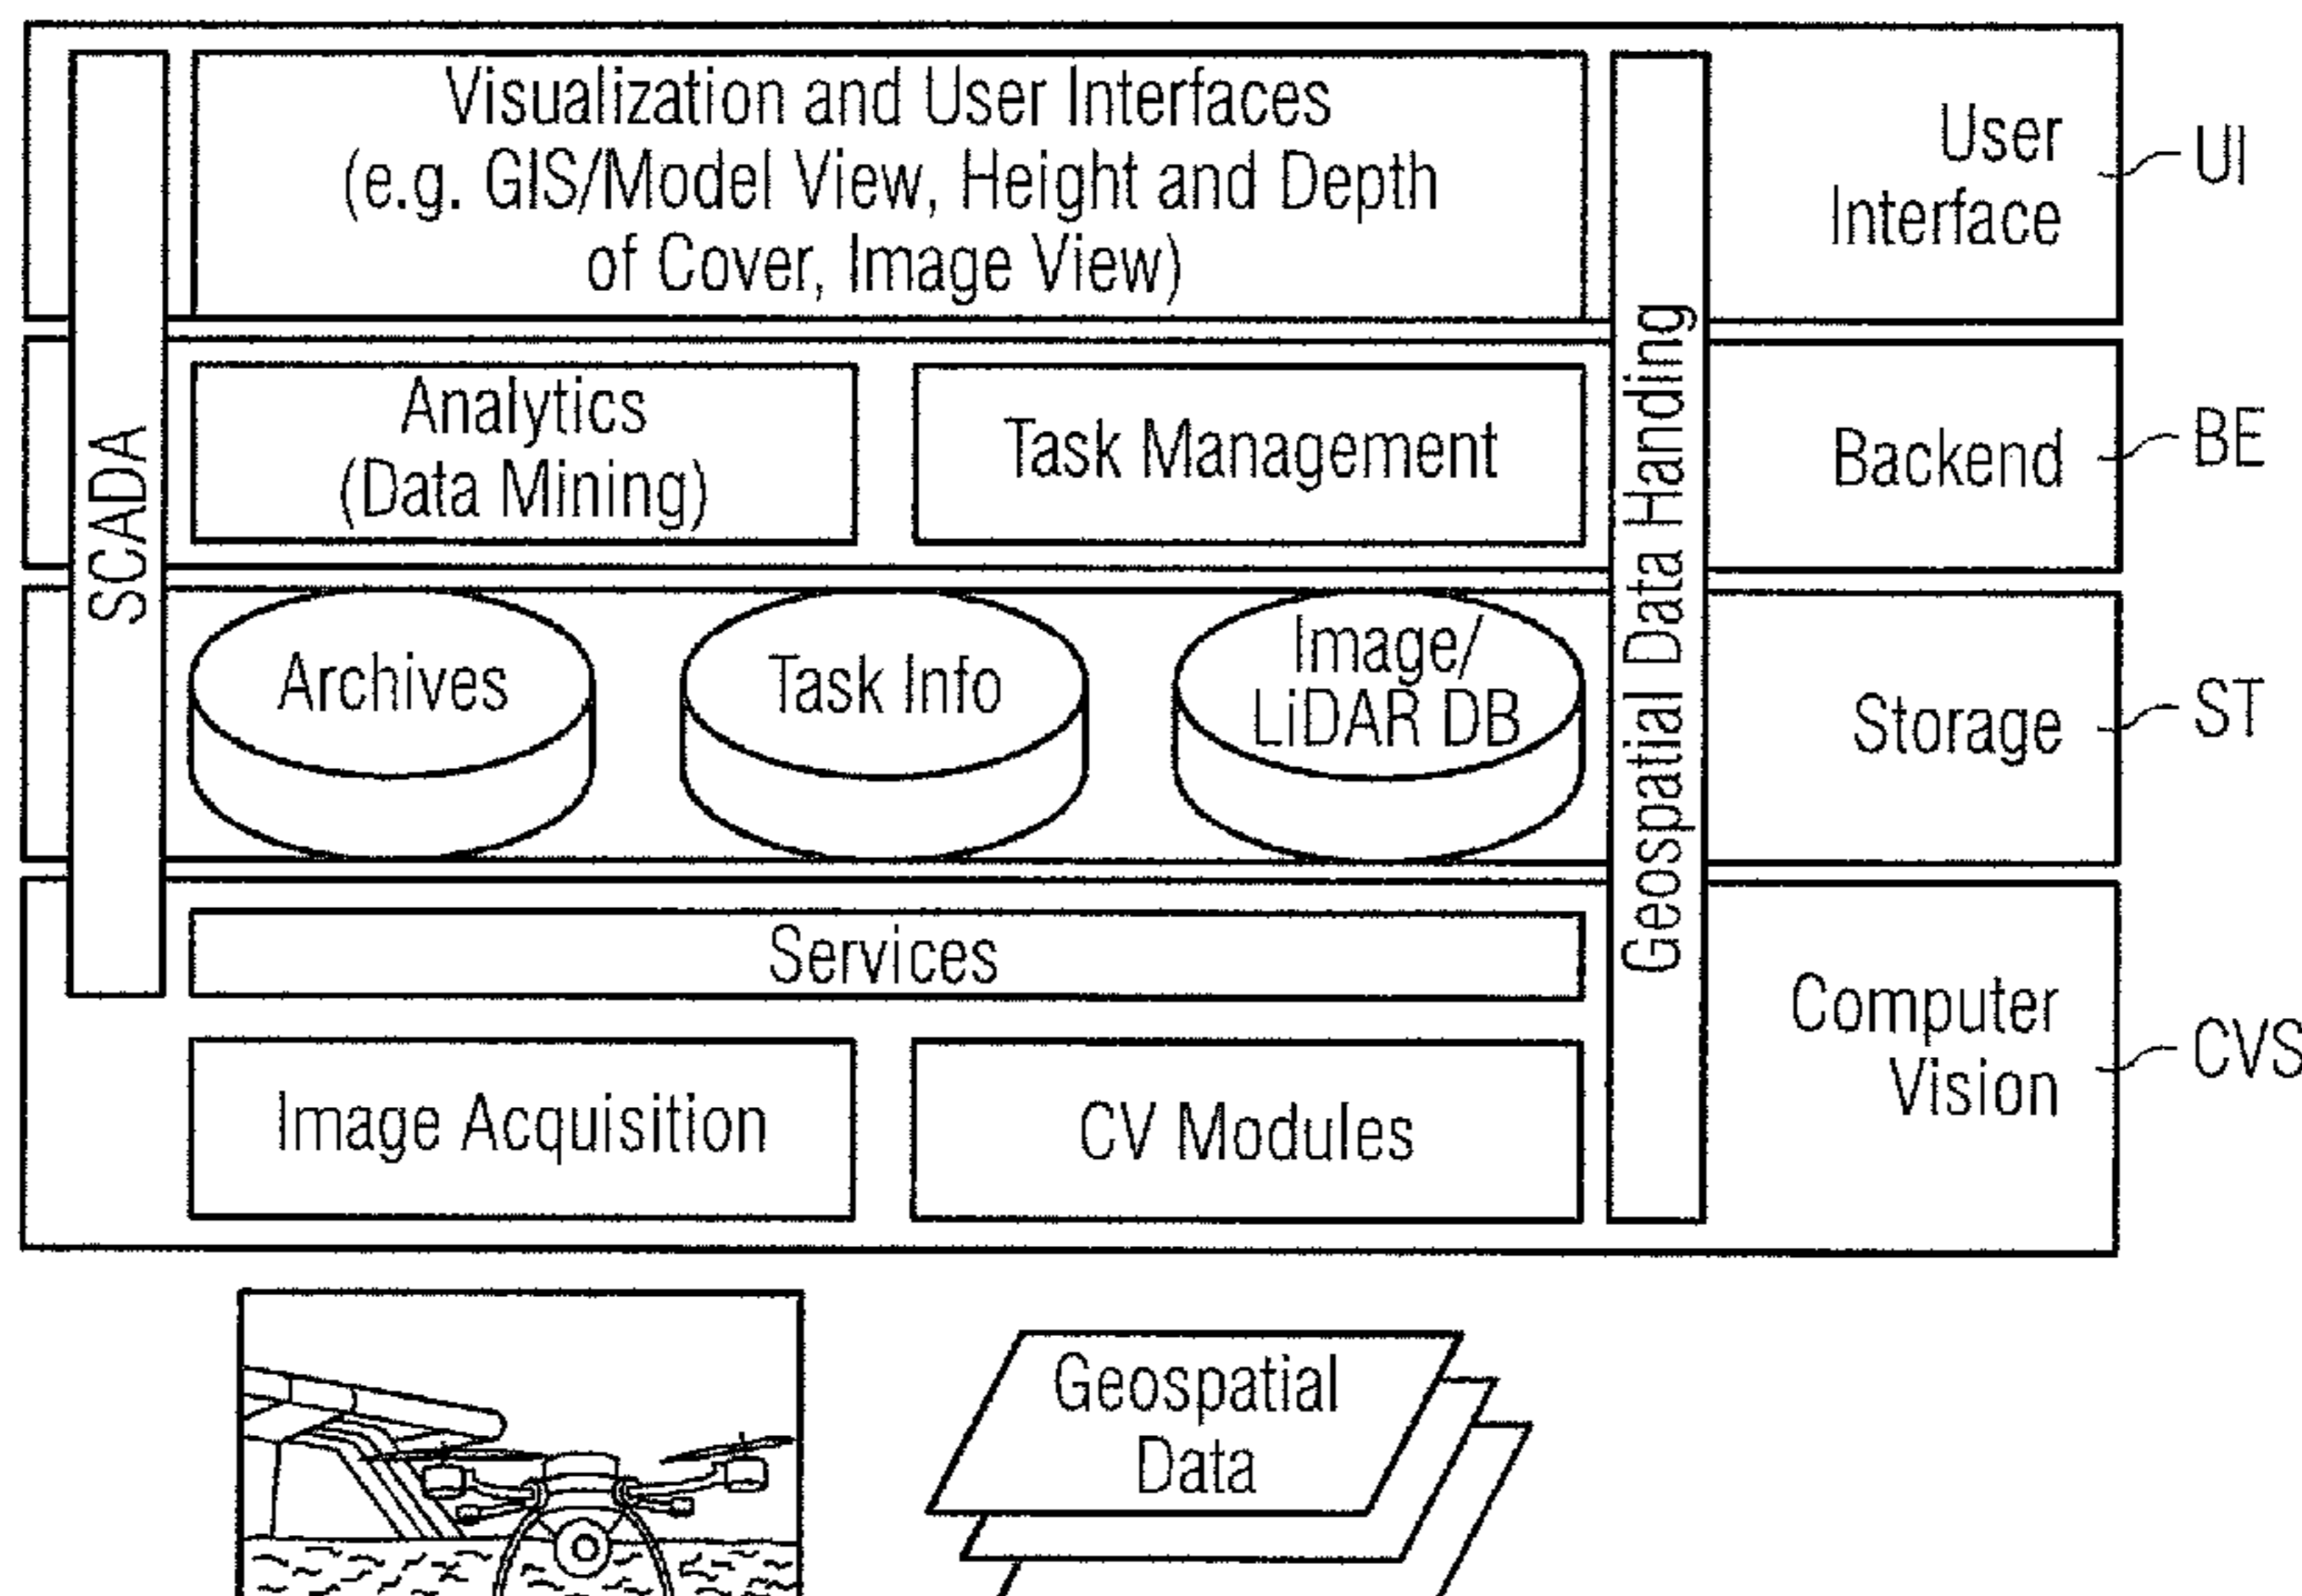 Visualization and User Interfaces
(e.g. GIS/Model View, Height and Depth
of Cover, Image View)
User
Interface
UI
SCADA
Analytics
(Data Mining)
Task Management
Geospatial Data Handing
Backend
BE
Archives
Task Info
Image/
LiDAR DB
Storage
ST
Services
Computer
Vision
CVS
Image Acquisition
CV Modules
Geospatial
Data